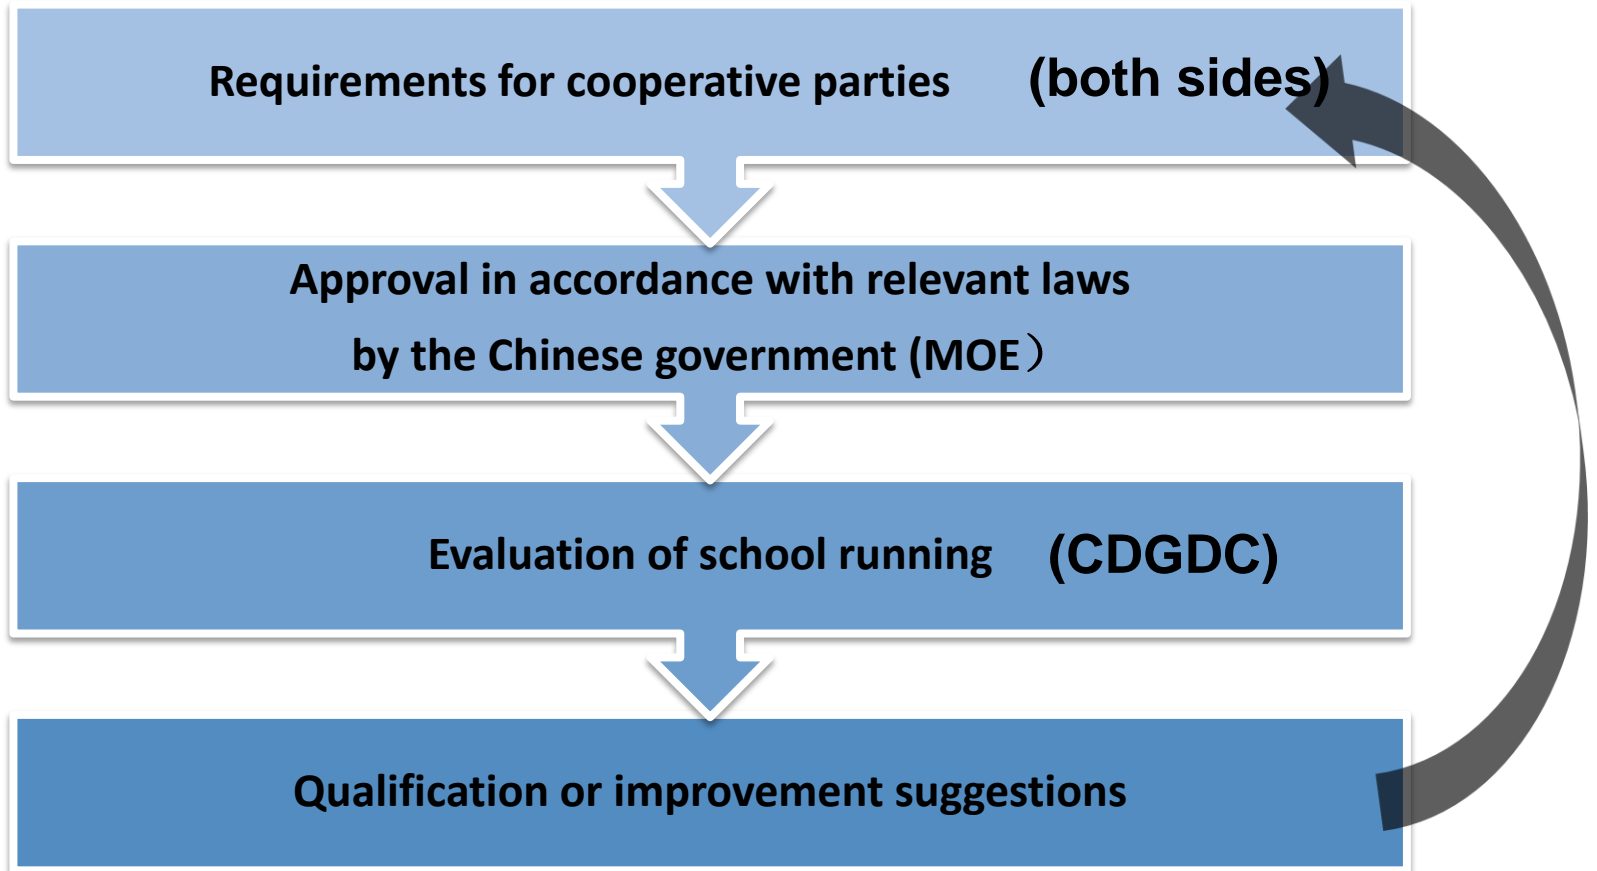 Requirements for cooperative parties (both sides)
Approval in accordance with relevant laws
by the Chinese government (MOE）
Evaluation of school running (CDGDC)
Qualification or improvement suggestions